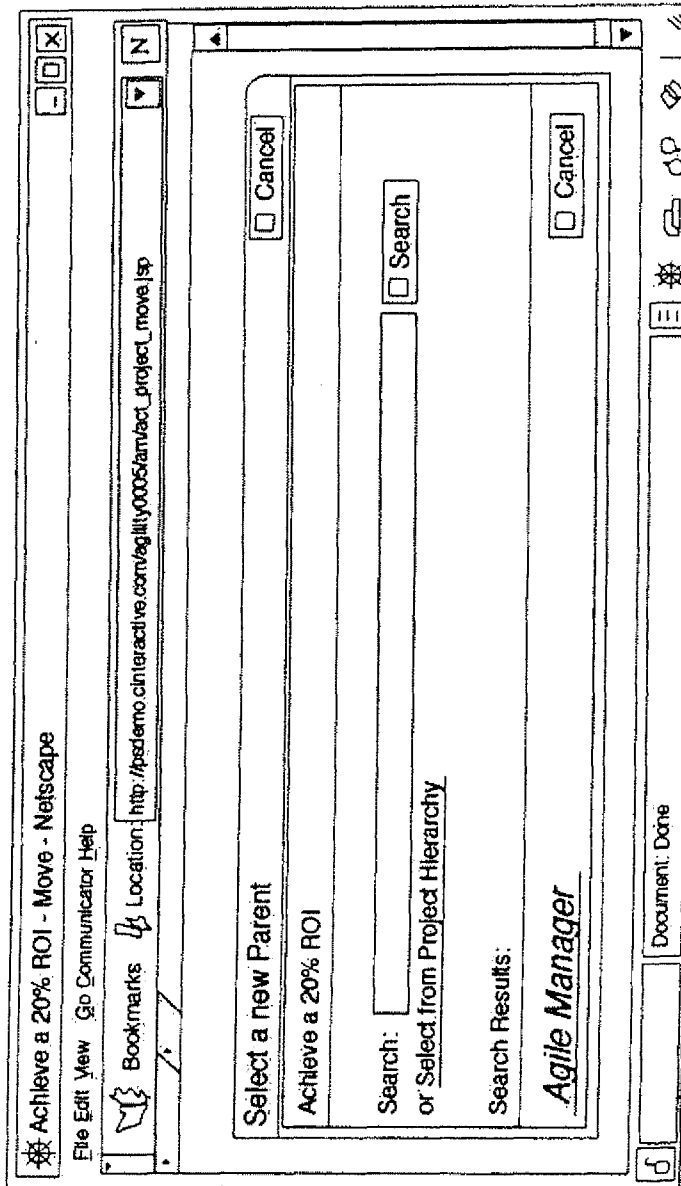 Achieve a 20% ROI - Move - Netscape
File Edit View Go Communicator Help
Bookmarks Location: http://psdemo.cinteractive.com/agility0005/am/act_project_move.jsp
N
Select a new Parent
Cancel
Achieve a 20% ROI
Search:
Search
or Select from Project Hierarchy
Search Results:
Agile Manager
Cancel
Document: Done